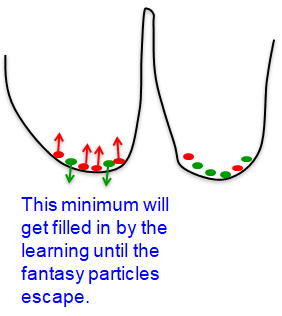 This minimum will
get filled in by the
learning until the
fantasy particles
escape.